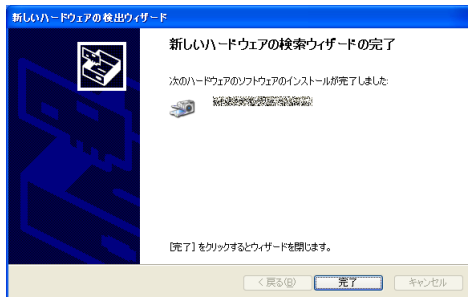 新しいハードウェアの検出ウィザード
新しいハードウェアの検索ウィザードの完了
次のハードウェアのソフトウェアのインストールが完了しました:
[完了] をクリックするとウィザードを閉じます。
< 戻る(B)
完了
キャンセル